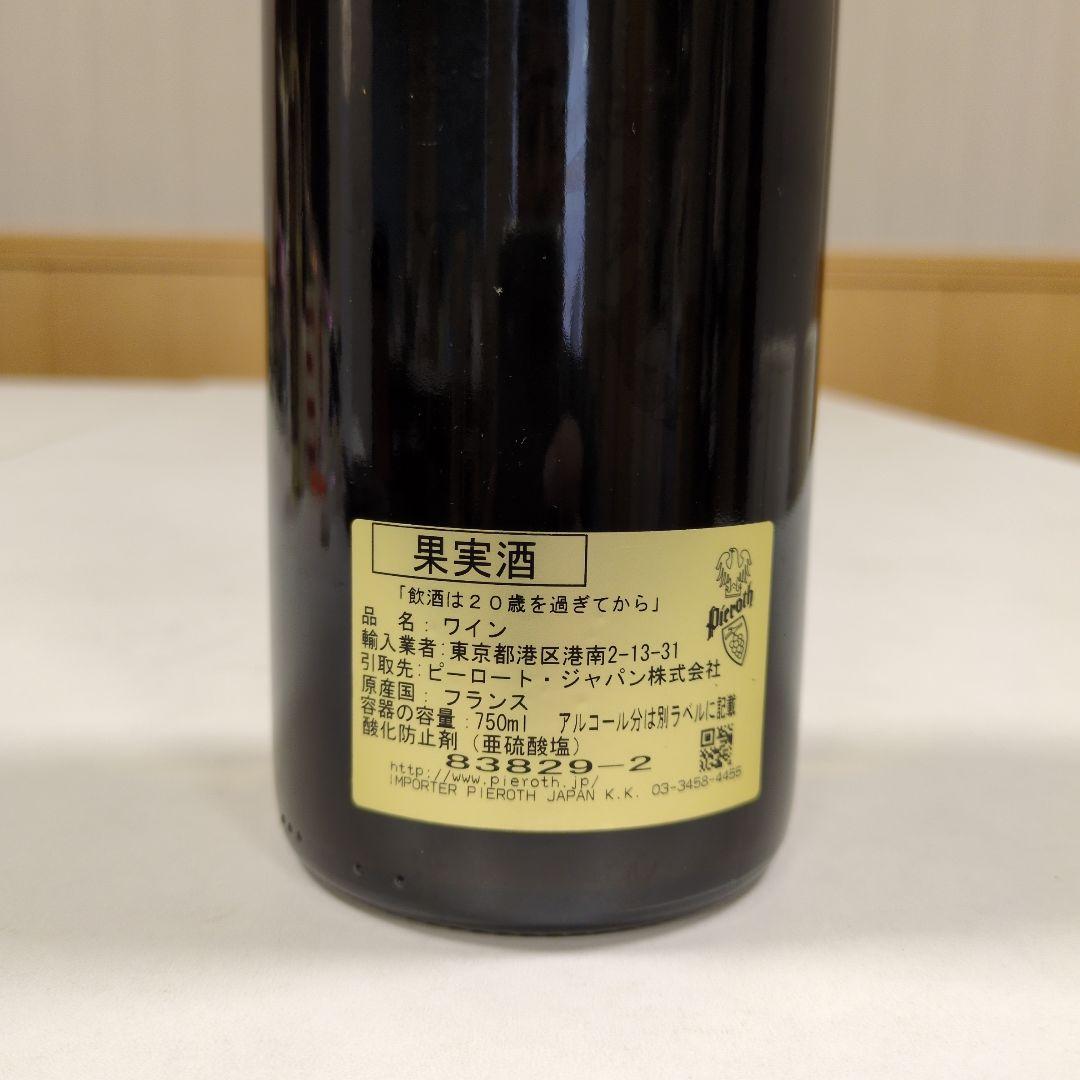 果実酒
「飲酒は20歳を過ぎてから」
Pieroth
品　名：ワイン
輸入業者：東京都港区港南2-13-31
引取先：ピーロート・ジャパン株式会社
原産国：フランス
容器の容量：750ml　アルコール分は別ラベルに記載
酸化防止剤（亜硫酸塩）
83829-2
http://www.pieroth.jp/
IMPORTER PIEROTH JAPAN K.K. 03-3458-4455